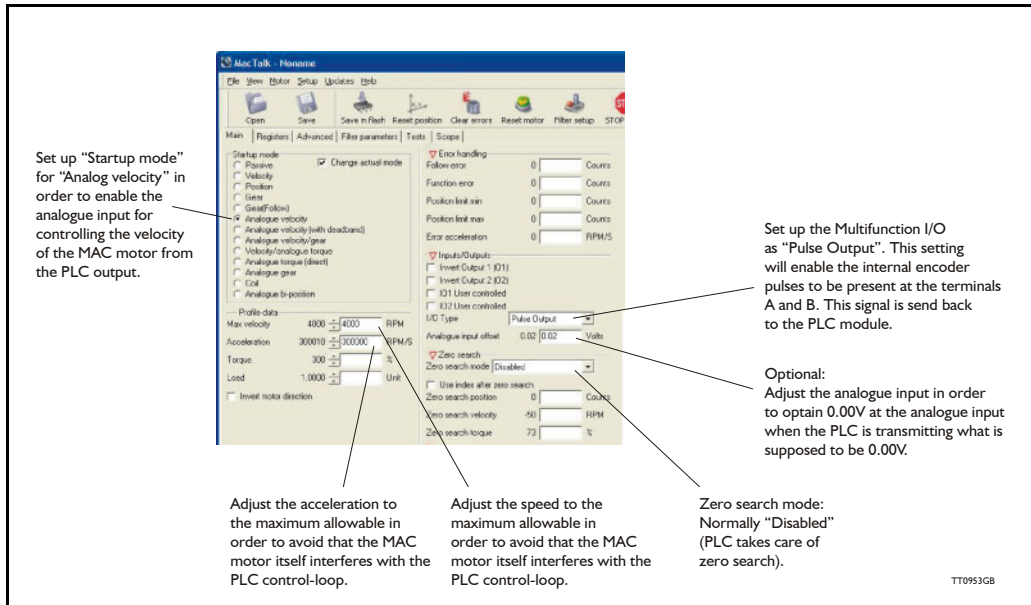 MacTalk - Noname
File View Motor Setup Updates Help
Open Save Save in flash Reset position Clear errors Reset motor Filter setup STOP
Main Registers Advanced Filter parameters Tests Scope
Startup mode
Change actual mode
Passive
Velocity
Position
Gear
Gear(Follow)
Analogue velocity
Analogue velocity (with deadband)
Analogue velocity/gear
Velocity/analogue torque
Analogue torque (direct)
Analogue gear
Coil
Analogue bi-position
Profile data
Max velocity 4000 4000 RPM
Acceleration 300010 300000 RPM/S
Torque 300 %
Load 1.0000 Unit
Invert motor direction
Error handling
Follow error 0 Counts
Function error 0 Counts
Position limit min 0 Counts
Position limit max 0 Counts
Error acceleration 0 RPM/S
Inputs/Outputs
Invert Output 1 (O1)
Invert Output 2 (O2)
IO1 User controlled
IO2 User controlled
I/O Type Pulse Output
Analogue input offset 0.02 0.02 Volts
Zero search
Zero search mode Disabled
Use index after zero search
Zero search position 0 Counts
Zero search velocity -50 RPM
Zero search torque 73 %
Set up “Startup mode”
for “Analog velocity” in
order to enable the
analogue input for
controlling the velocity
of the MAC motor from
the PLC output.
Set up the Multifunction I/O
as “Pulse Output”. This setting
will enable the internal encoder
pulses to be present at the terminals
A and B. This signal is send back
to the PLC module.
Optional:
Adjust the analogue input in order
to optain 0.00V at the analogue input
when the PLC is transmitting what is
supposed to be 0.00V.
Adjust the acceleration to
the maximum allowable in
order to avoid that the MAC
motor itself interferes with the
PLC control-loop.
Adjust the speed to the
maximum allowable in
order to avoid that the MAC
motor itself interferes with the
PLC control-loop.
Zero search mode:
Normally “Disabled”
(PLC takes care of
zero search).
TT0953GB